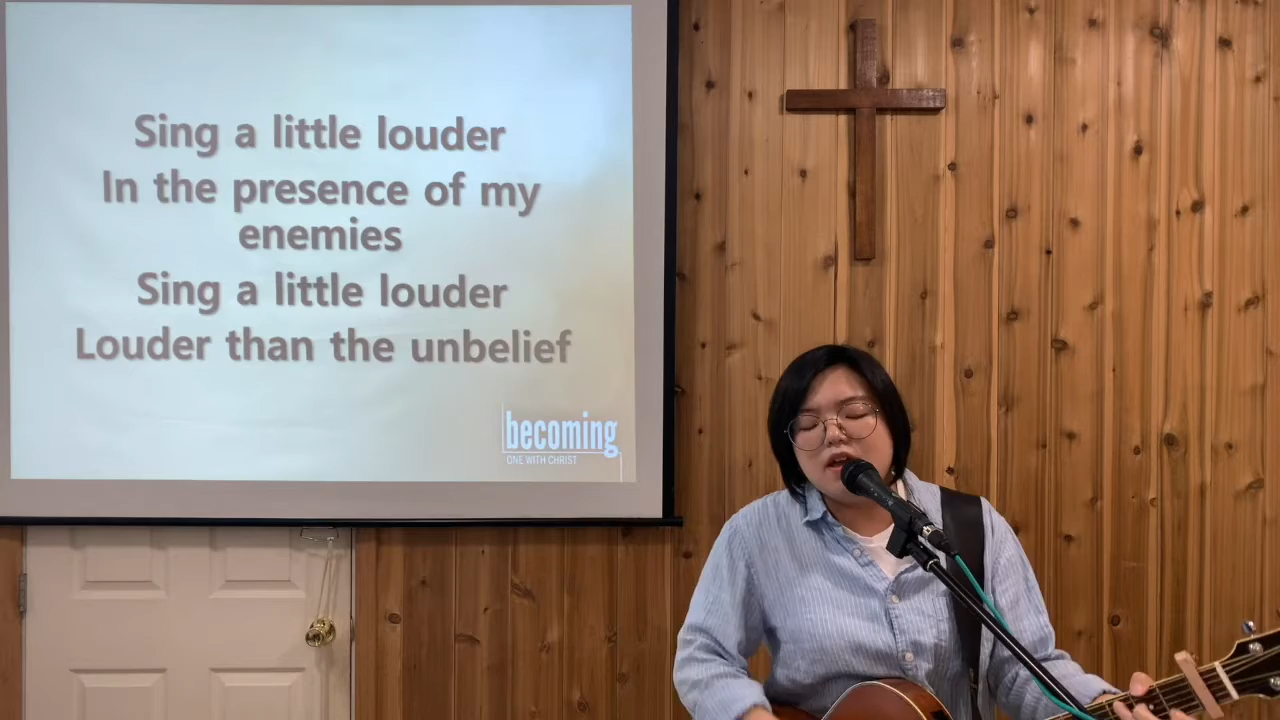 Sing a little louder
In the presence of my
enemies
Sing a little louder
Louder than the unbelief
becoming
ONE WITH CHRIST